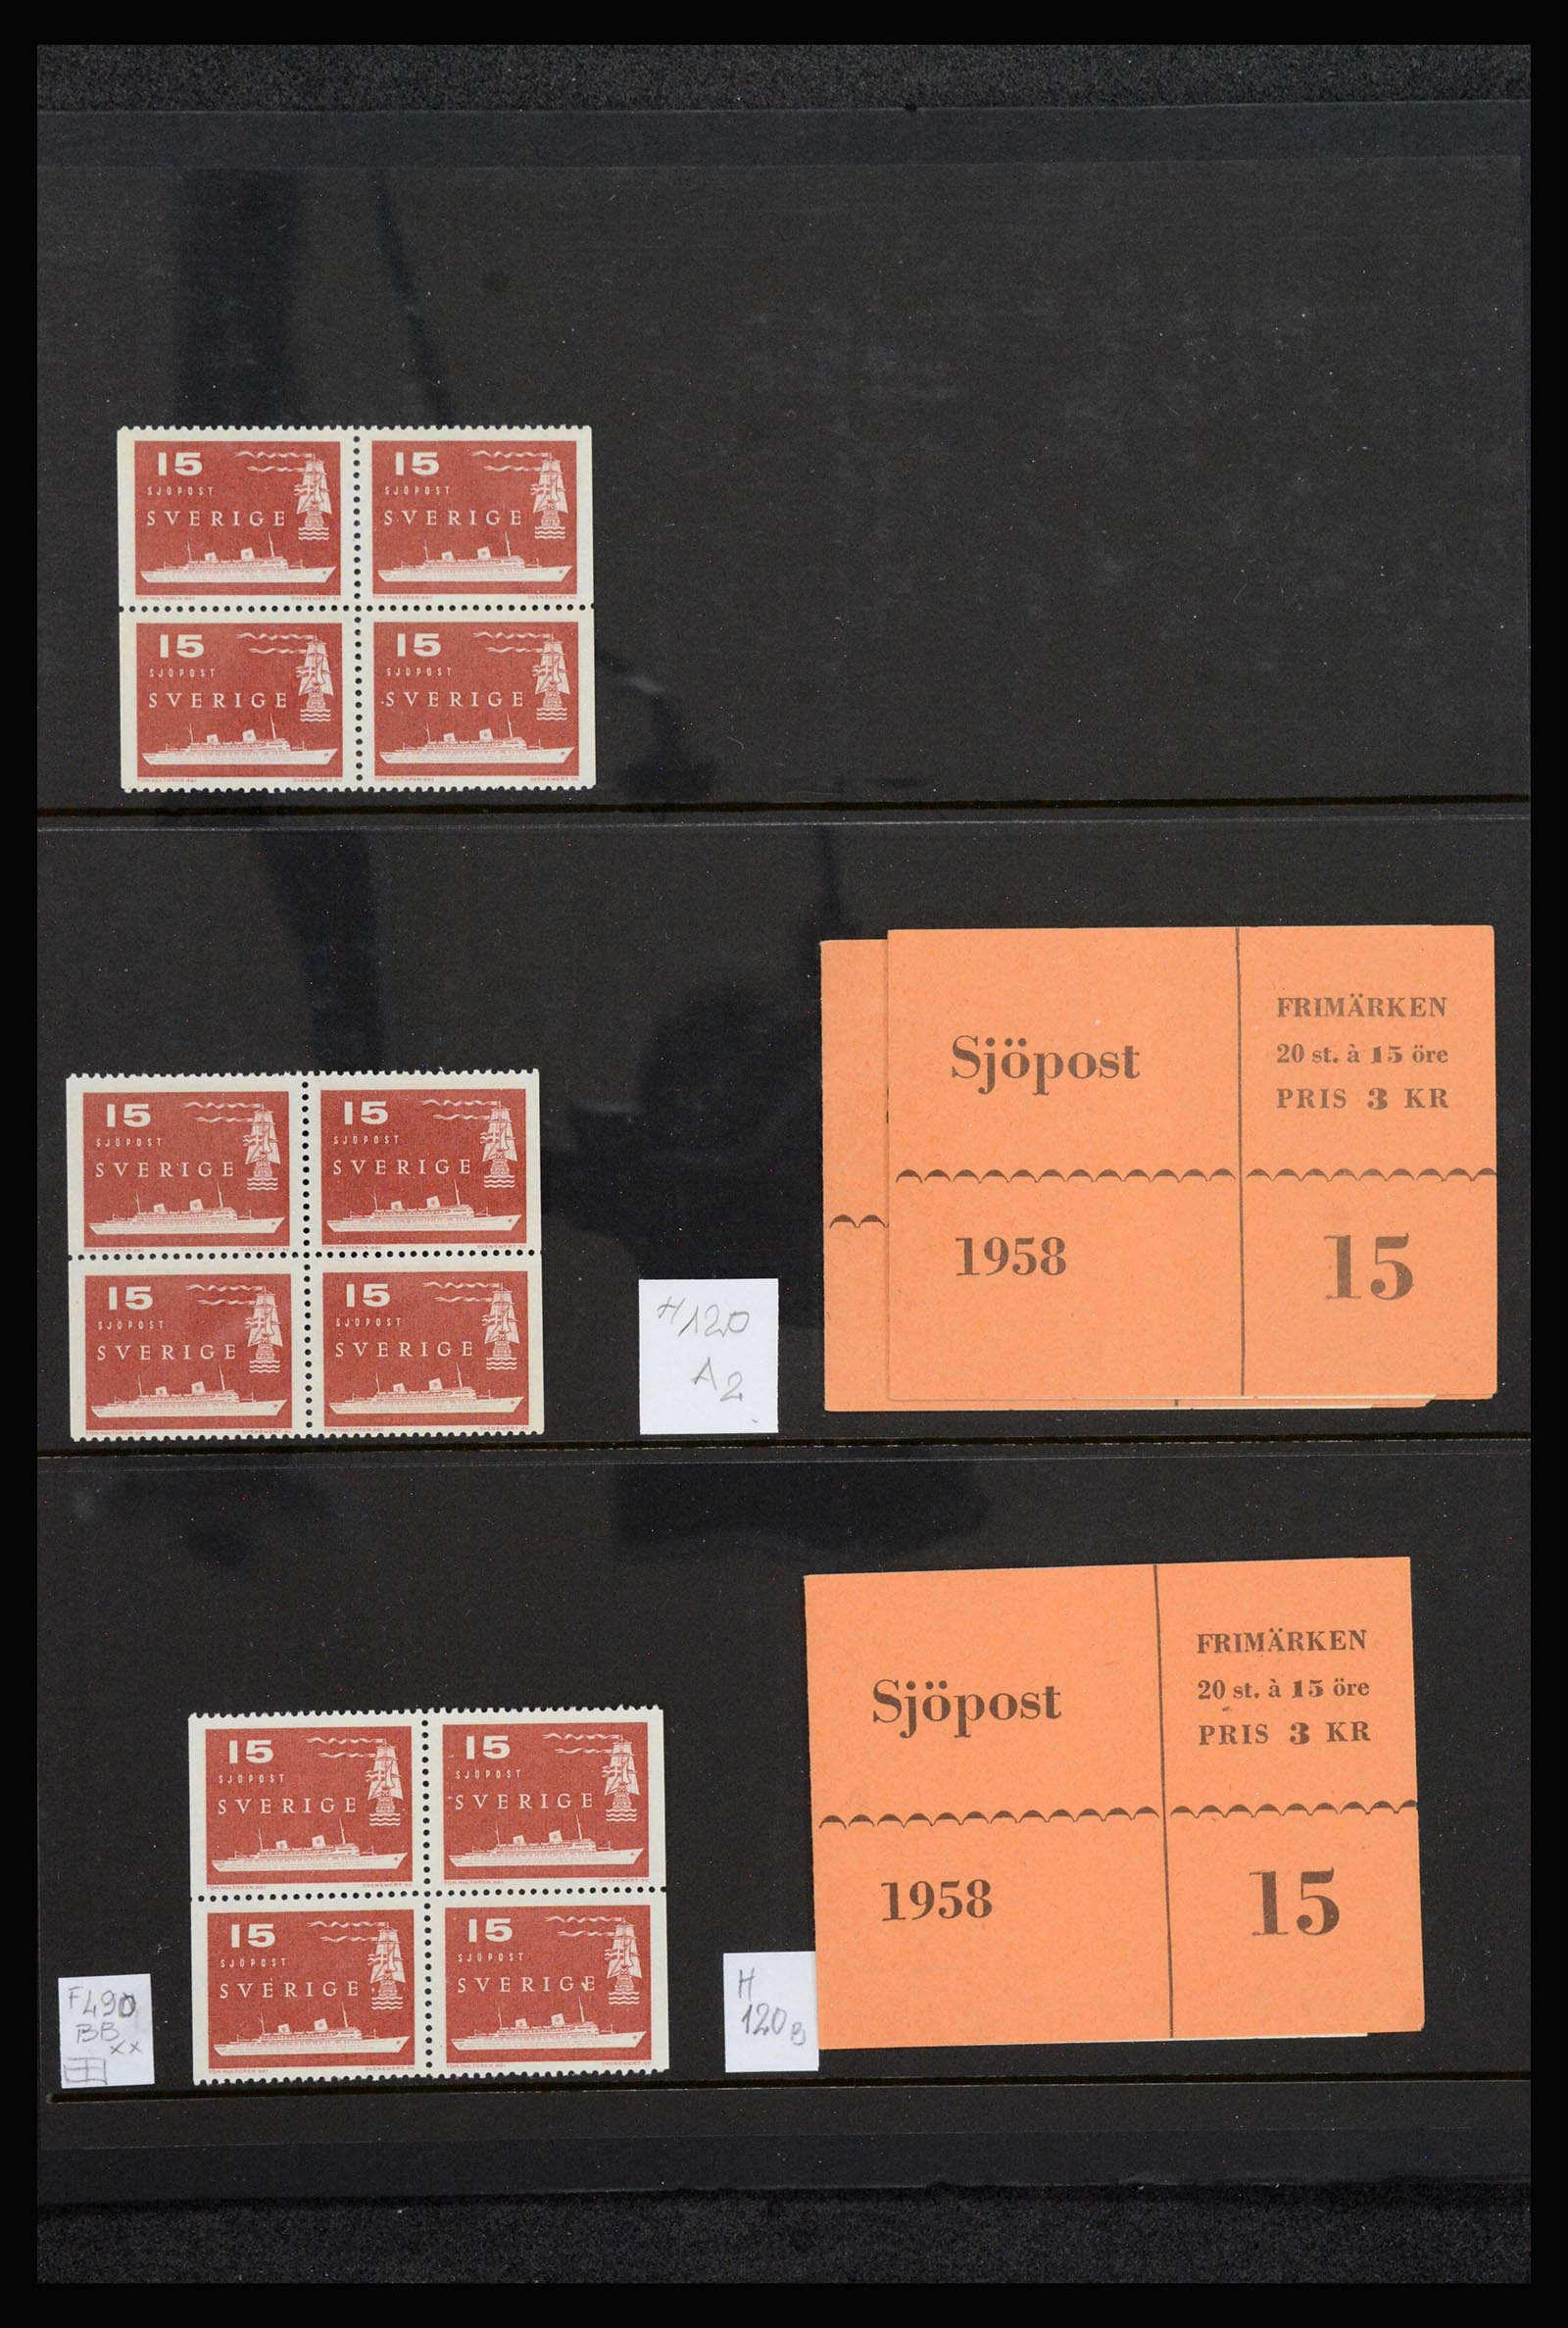 15 15
SJÖPOST SJÖPOST
SVERIGE SVERIGE
15 15
SJÖPOST SJÖPOST
SVERIGE SVERIGE
15 15
SJÖPOST SJÖPOST
SVERIGE SVERIGE
15 15
SJÖPOST SJÖPOST
SVERIGE SVERIGE
H120
A2
Sjöpost
FRIMÄRKEN
20 st. à 15 öre
PRIS 3 KR
1958
15
15 15
SJÖPOST SJÖPOST
SVERIGE SVERIGE
15 15
SJÖPOST SJÖPOST
SVERIGE SVERIGE
F490
BB
xx
H
120B
Sjöpost
FRIMÄRKEN
20 st. à 15 öre
PRIS 3 KR
1958
15